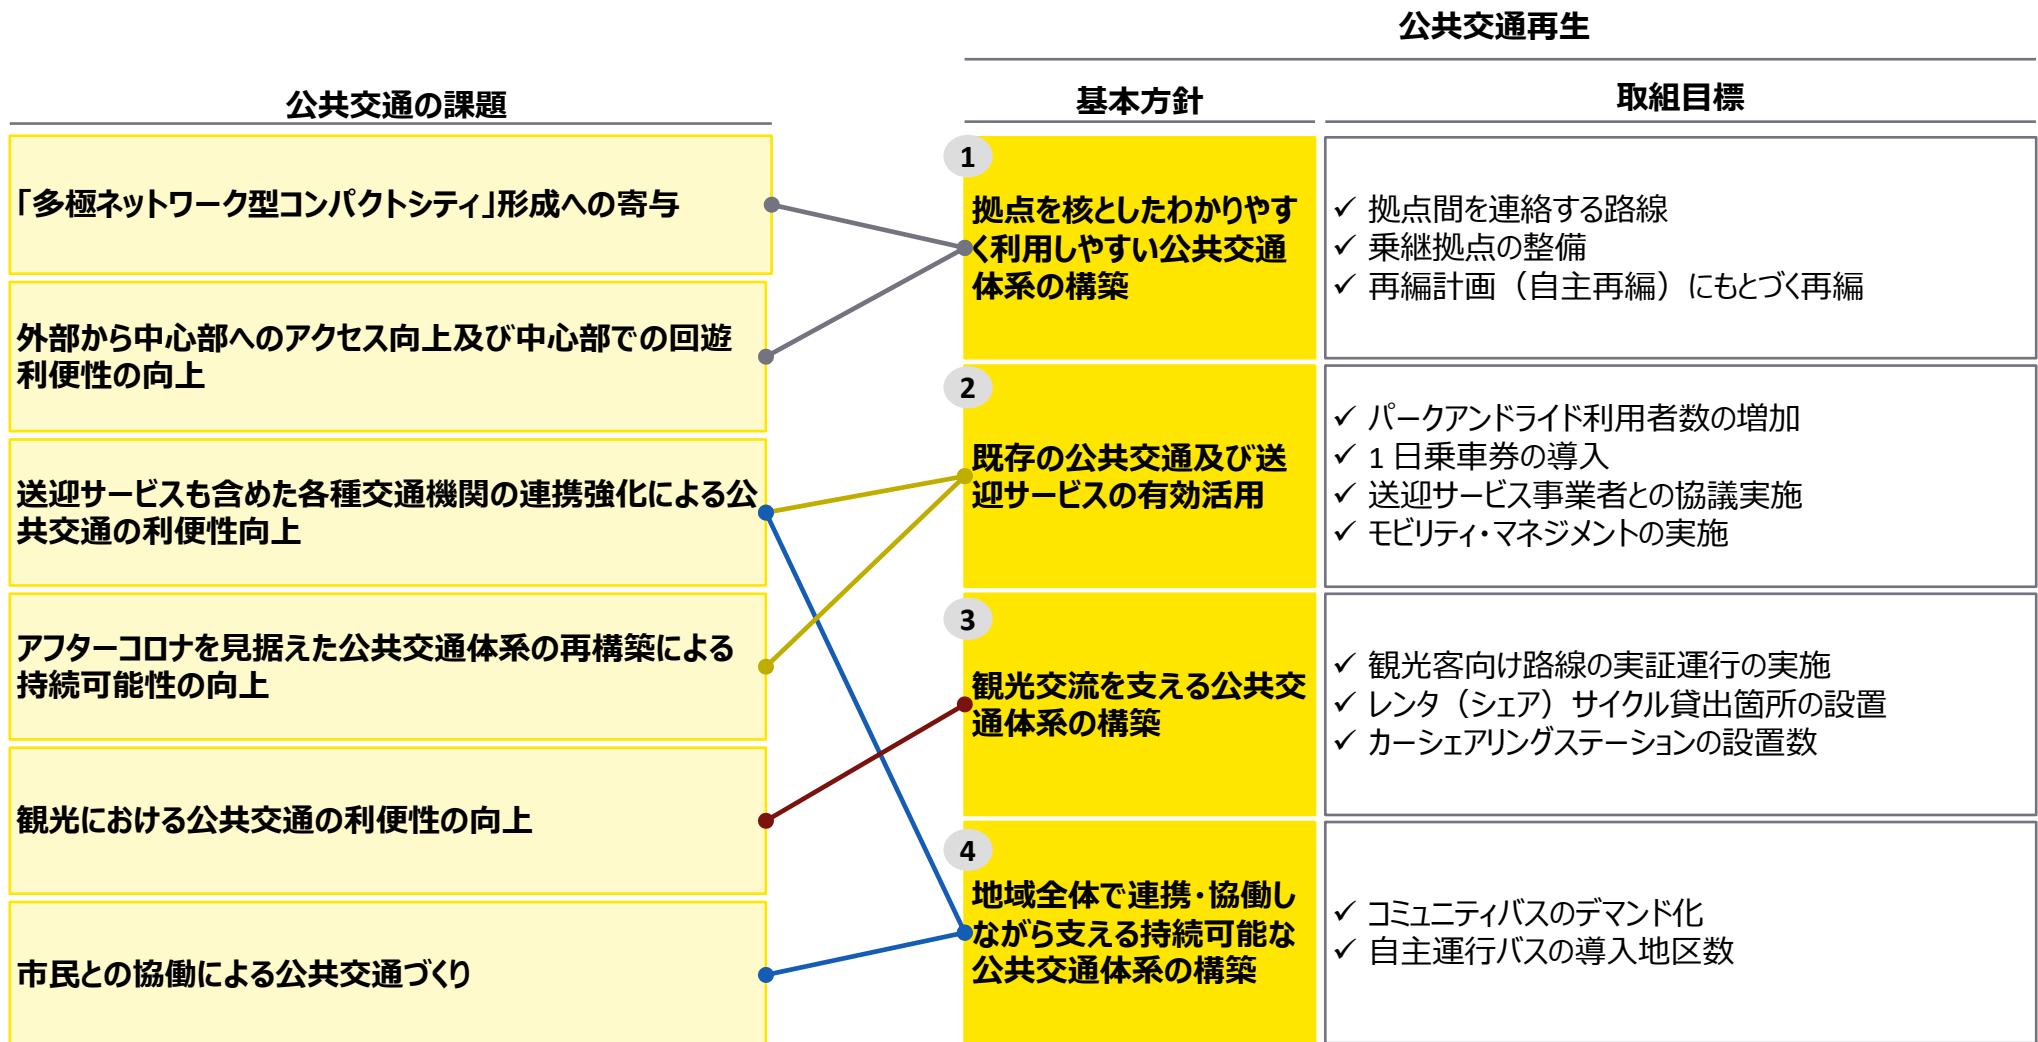 公共交通再生
公共交通の課題
基本方針
取組目標
「多極ネットワーク型コンパクトシティ」形成への寄与
外部から中心部へのアクセス向上及び中心部での回遊
利便性の向上
送迎サービスも含めた各種交通機関の連携強化による公
共交通の利便性向上
アフターコロナを見据えた公共交通体系の再構築による
持続可能性の向上
観光における公共交通の利便性の向上
市民との協働による公共交通づくり
1
拠点を核としたわかりやす
く利用しやすい公共交通
体系の構築
✓ 拠点間を連絡する路線
✓ 乗継拠点の整備
✓ 再編計画（自主再編）にもとづく再編
2
既存の公共交通及び送
迎サービスの有効活用
✓ パークアンドライド利用者数の増加
✓ 1日乗車券の導入
✓ 送迎サービス事業者との協議実施
✓ モビリティ・マネジメントの実施
3
観光交流を支える公共交
通体系の構築
✓ 観光客向け路線の実証運行の実施
✓ レンタ（シェア）サイクル貸出箇所の設置
✓ カーシェアリングステーションの設置数
4
地域全体で連携・協働し
ながら支える持続可能な
公共交通体系の構築
✓ コミュニティバスのデマンド化
✓ 自主運行バスの導入地区数